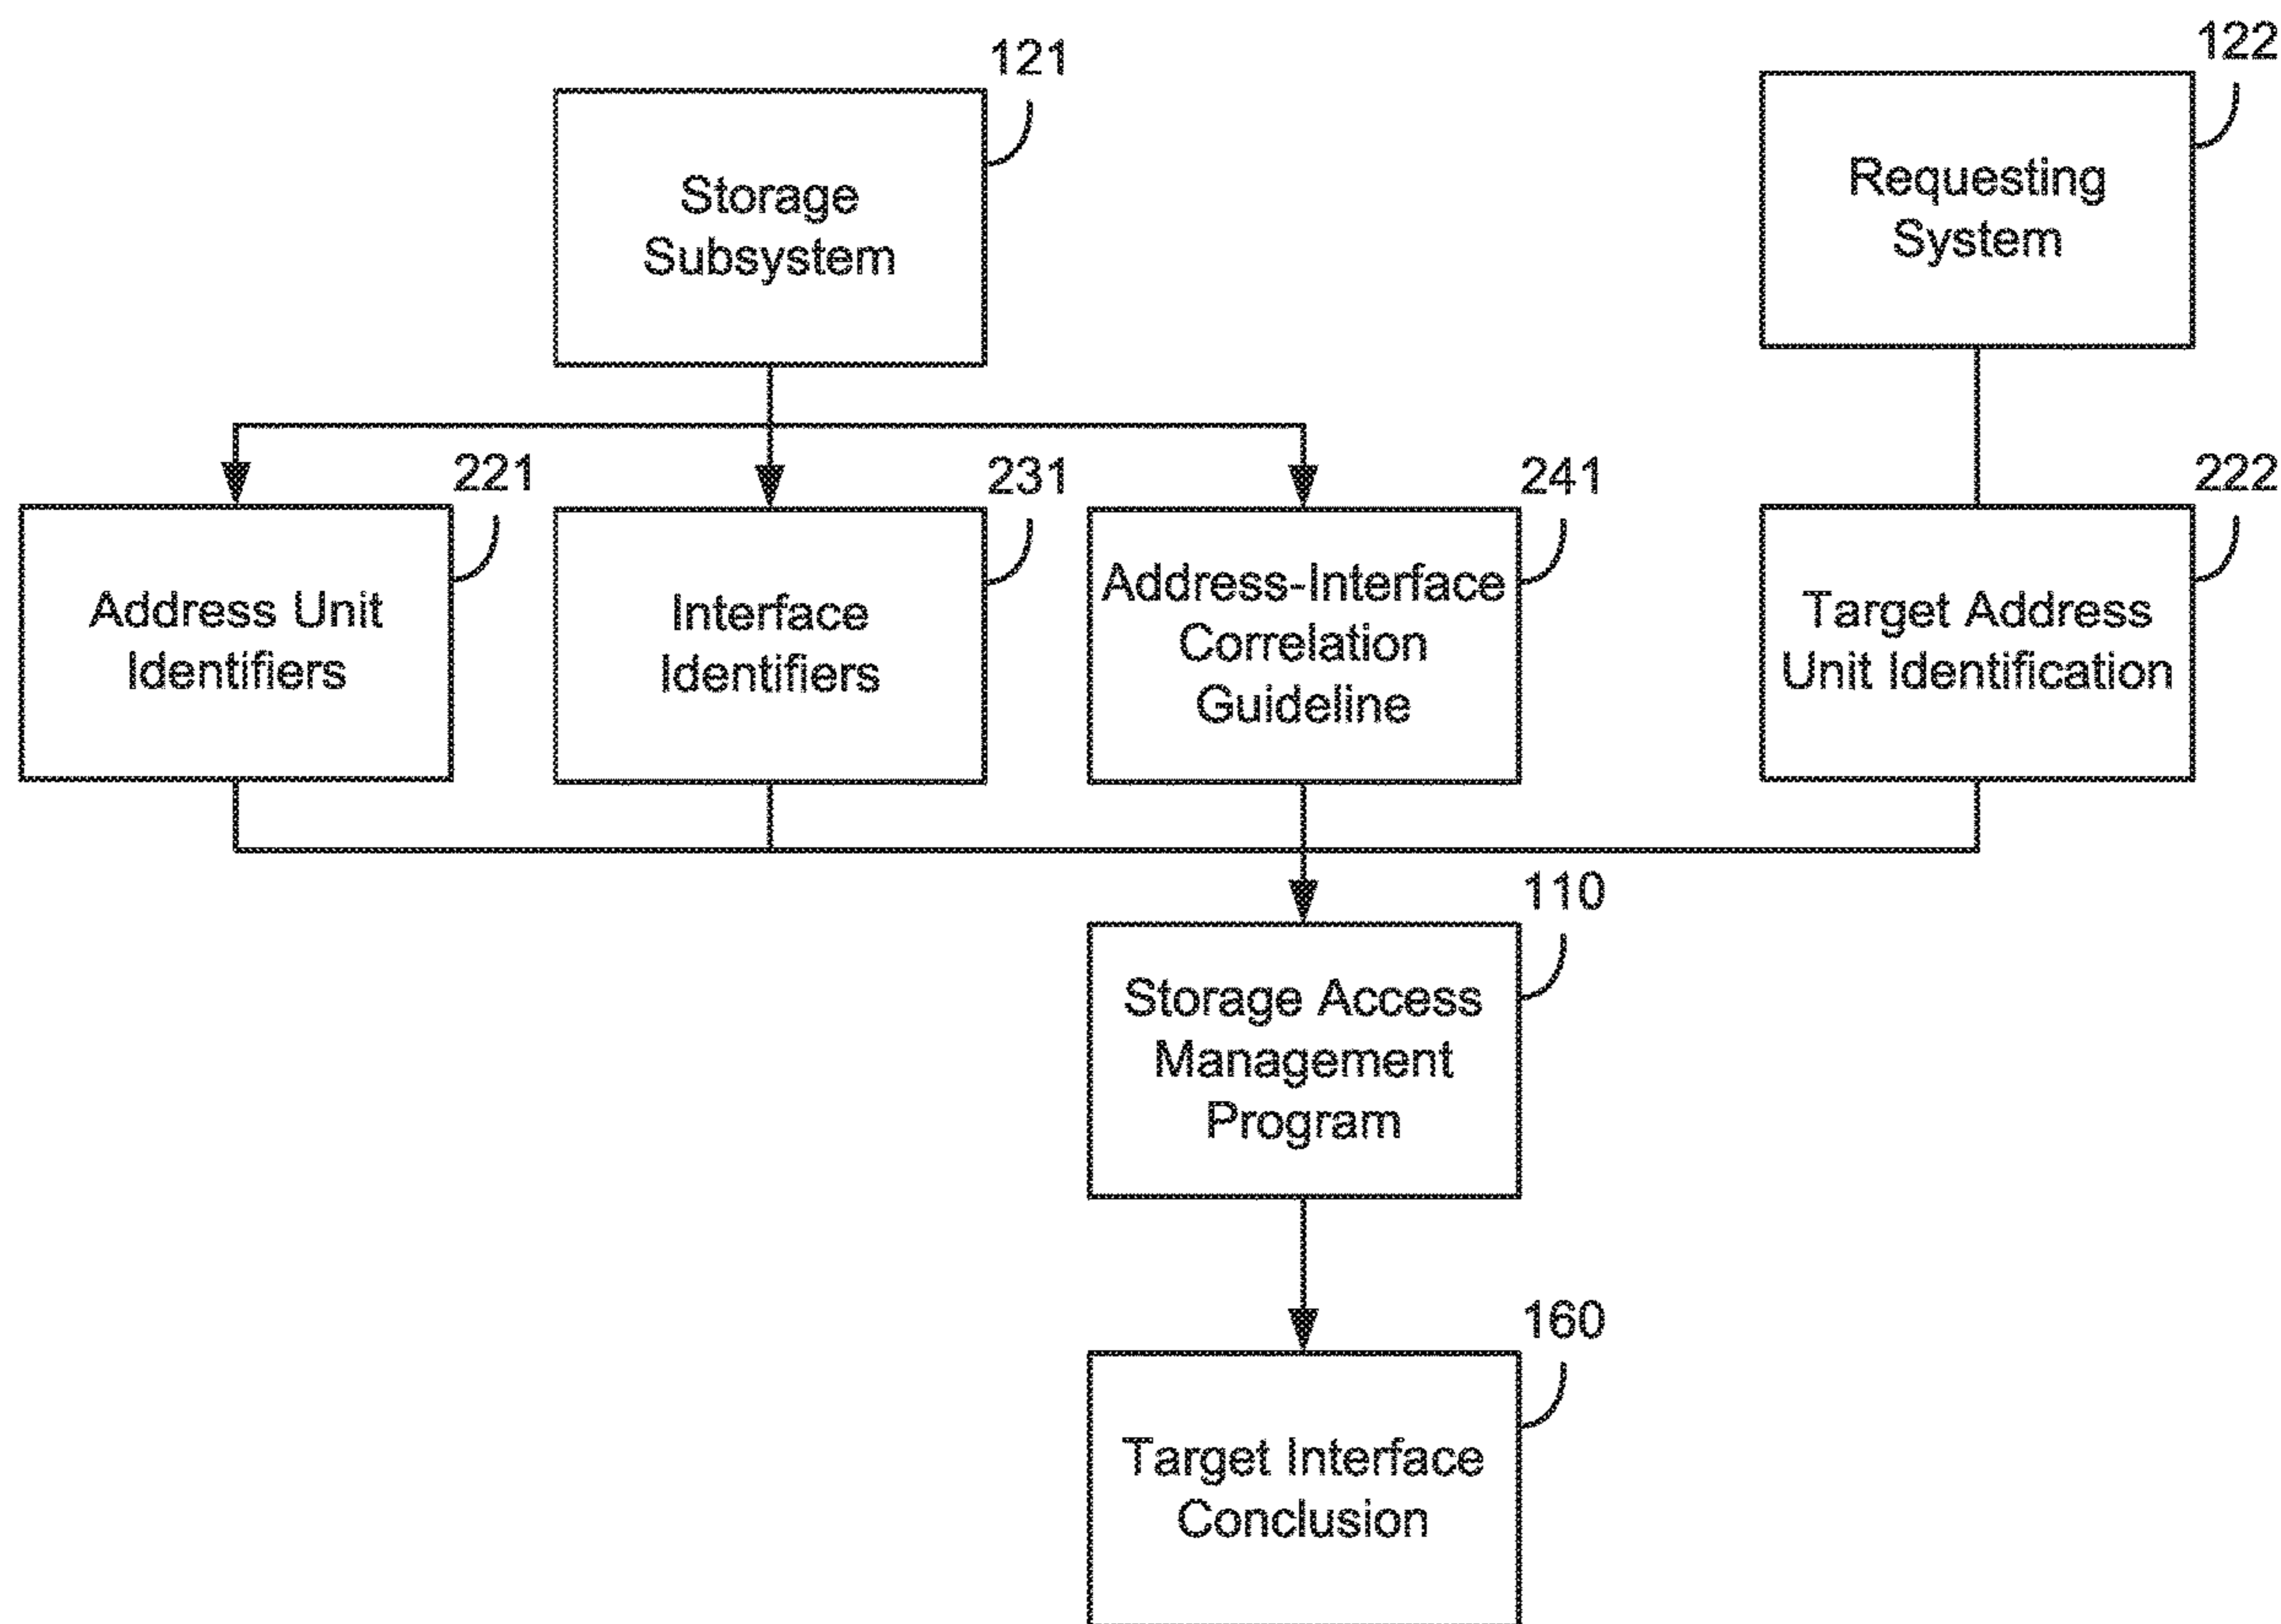 121
122
Storage
Subsystem
Requesting
System
221
231
241
222
Address Unit
Identifiers
Interface
Identifiers
Address-Interface
Correlation
Guideline
Target Address
Unit Identification
110
Storage Access
Management
Program
160
Target Interface
Conclusion